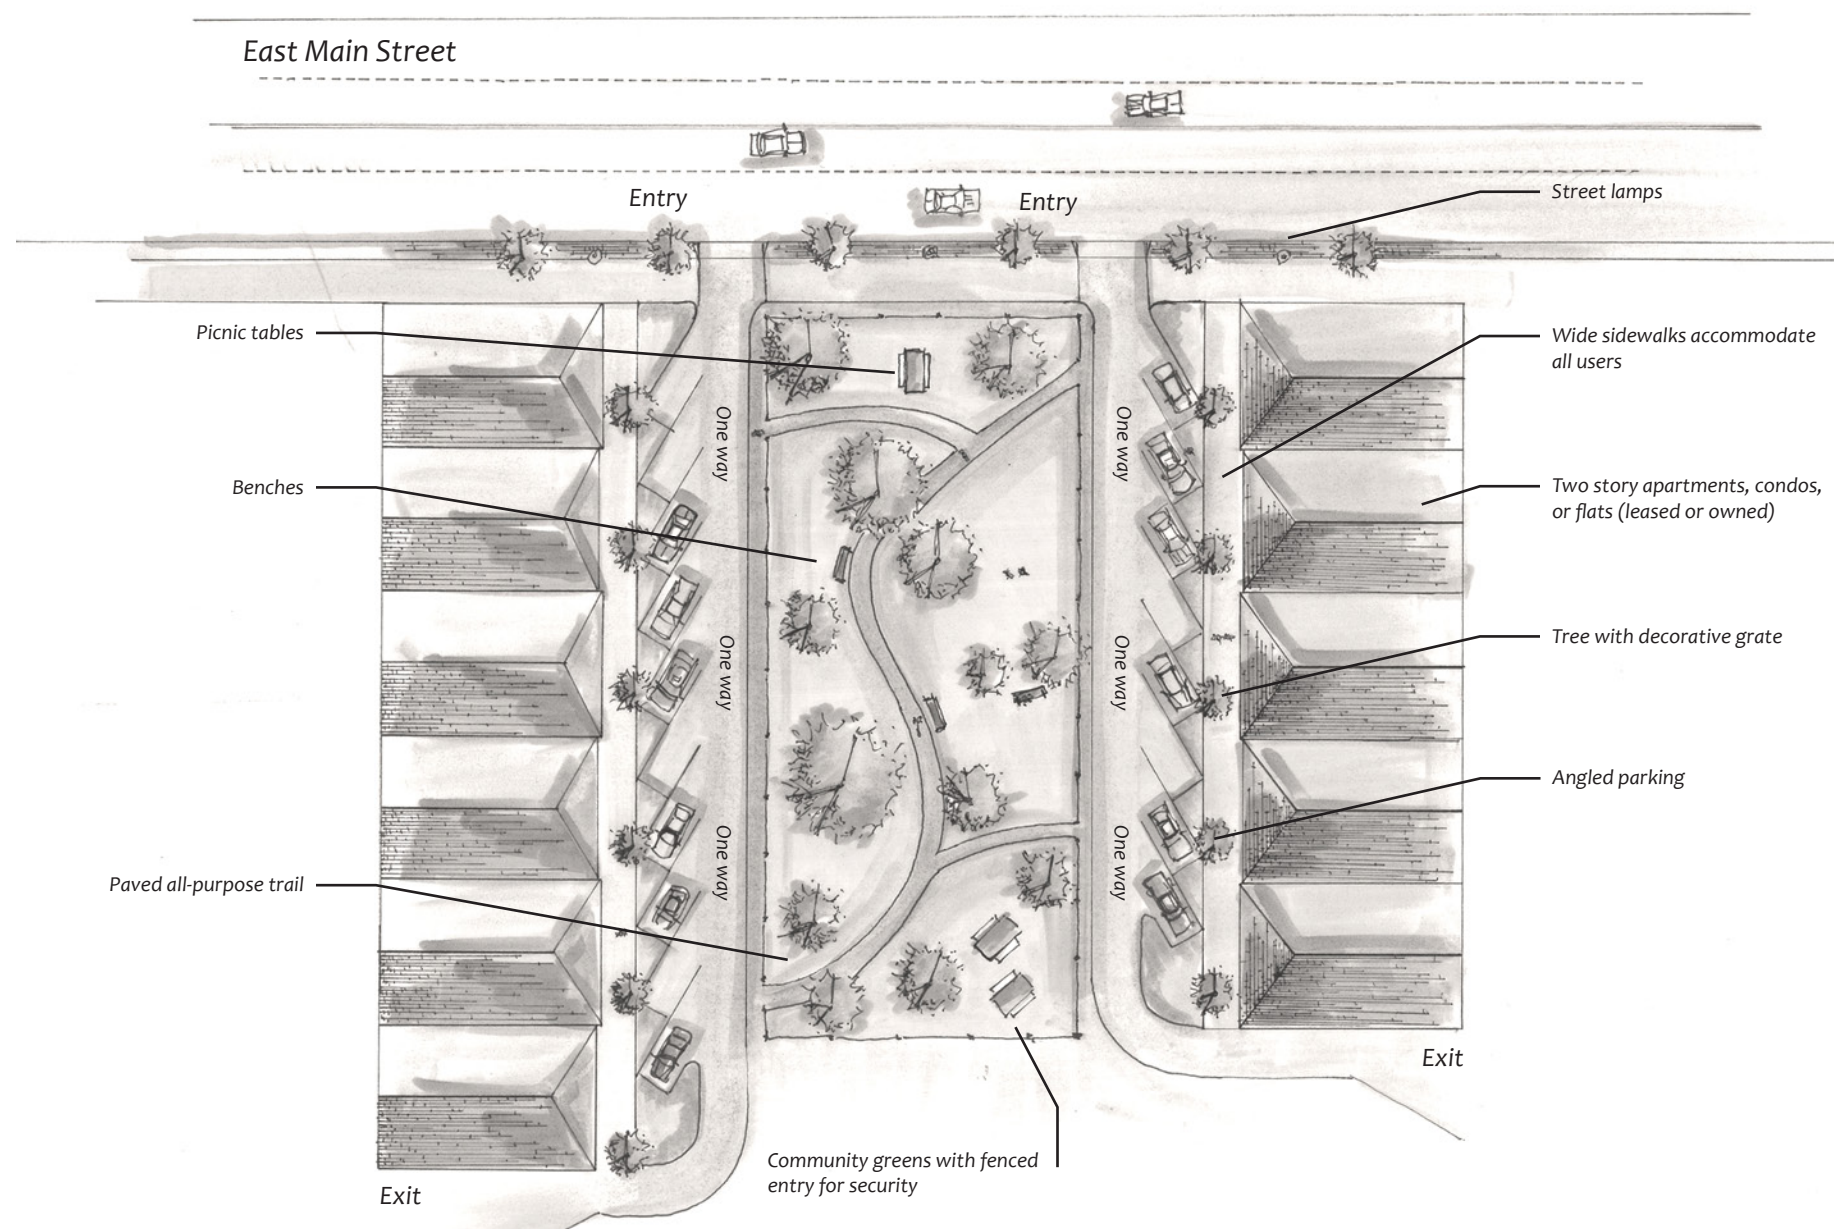 East Main Street
Entry
Entry
Street lamps
Picnic tables
Wide sidewalks accommodate
all users
One way
One way
Benches
Two story apartments, condos,
or flats (leased or owned)
One way
One way
Tree with decorative grate
Angled parking
One way
One way
Paved all-purpose trail
Exit
Community greens with fenced
entry for security
Exit